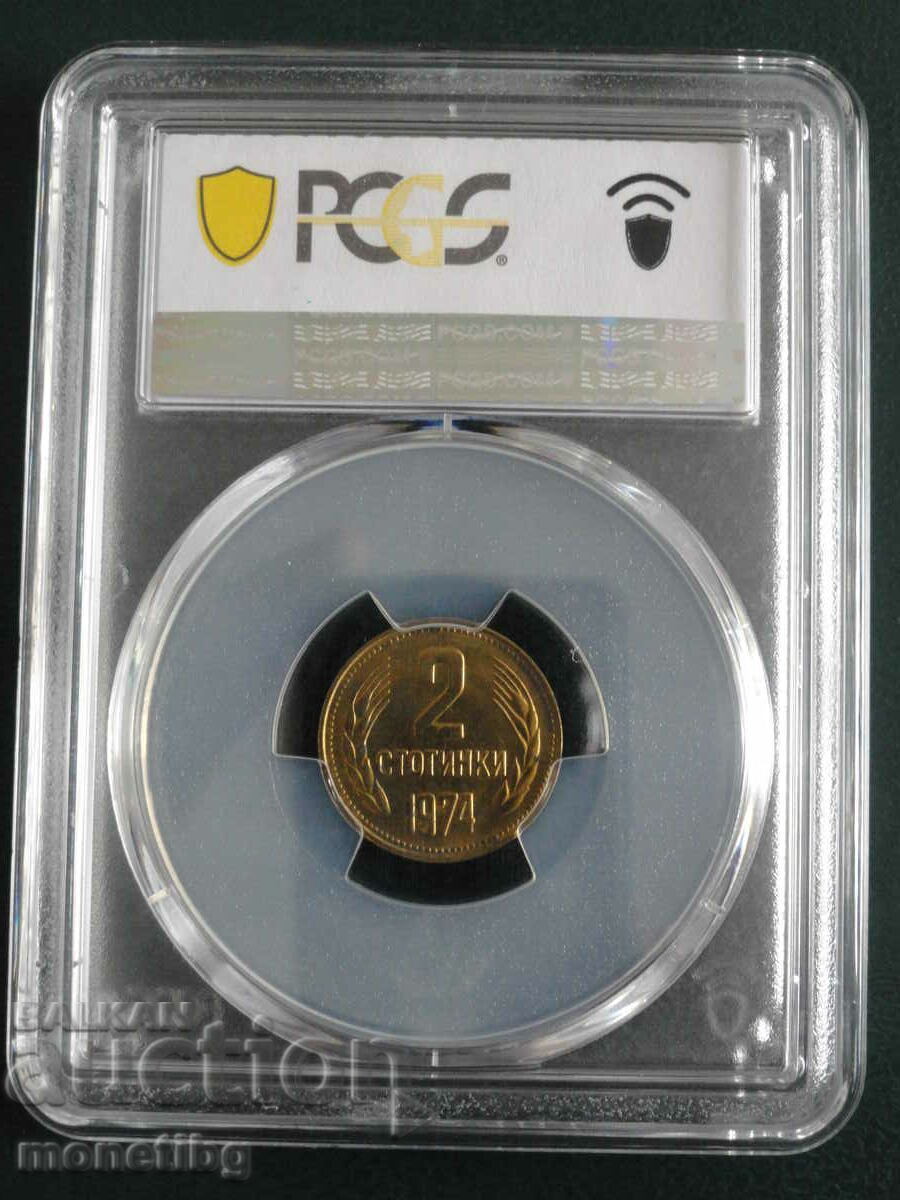 PCGS®
2
СТОТИНКИ
1974
BALKAN
auction
monetibg